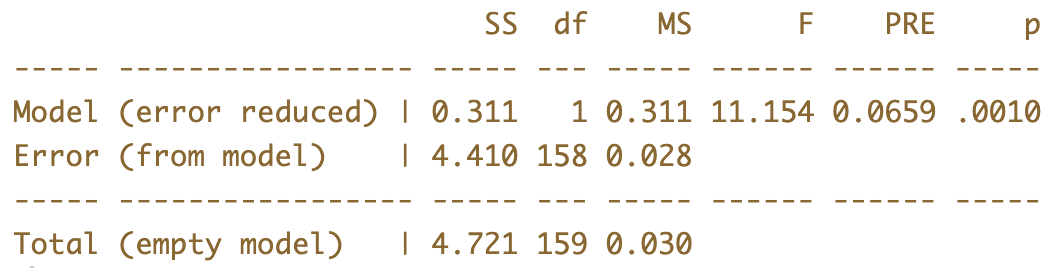 SS  df    MS      F    PRE     p
----- ----------------- ----- --- ----- ------ ------ -----
Model (error reduced) | 0.311   1 0.311 11.154 0.0659 .0010
Error (from model)    | 4.410 158 0.028
----- ----------------- ----- --- ----- ------ ------ -----
Total (empty model)   | 4.721 159 0.030